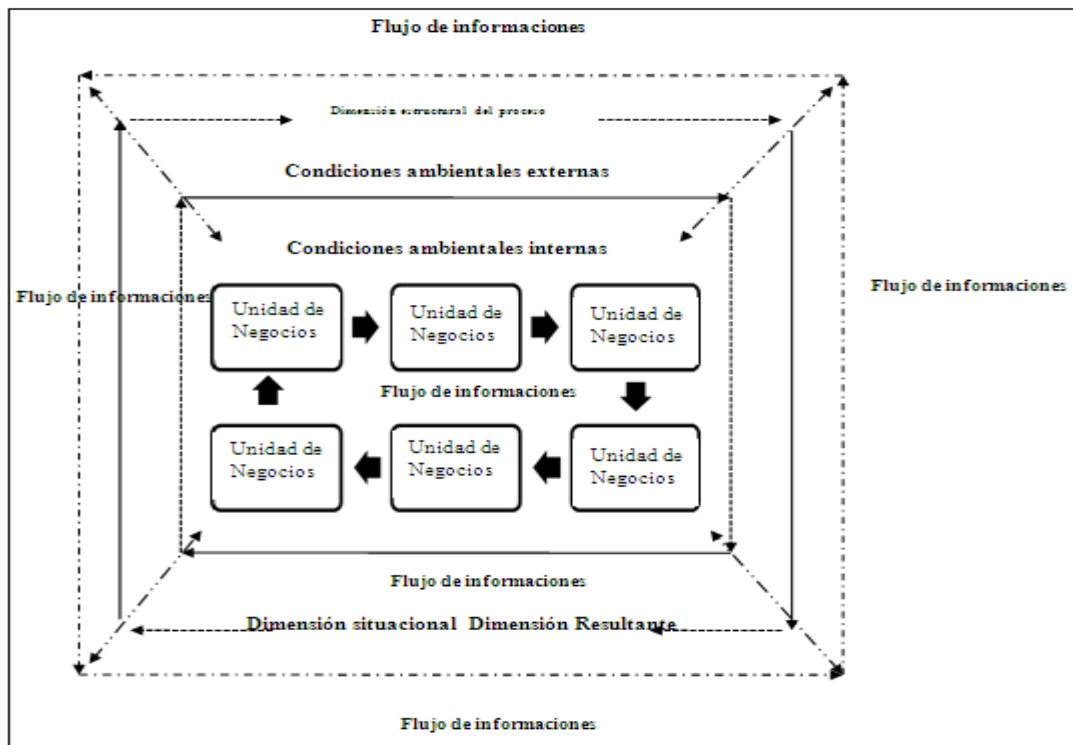 Flujo de informaciones
Dimensión estructural del proceso
Condiciones ambientales externas
Condiciones ambientales internas
Flujo de informaciones
Flujo de informaciones
Unidad de
Negocios
Unidad de
Negocios
Unidad de
Negocios
Flujo de informaciones
Unidad de
Negocios
Unidad de
Negocios
Unidad de
Negocios
Flujo de informaciones
Dimensión situacional Dimensión Resultante
Flujo de informaciones